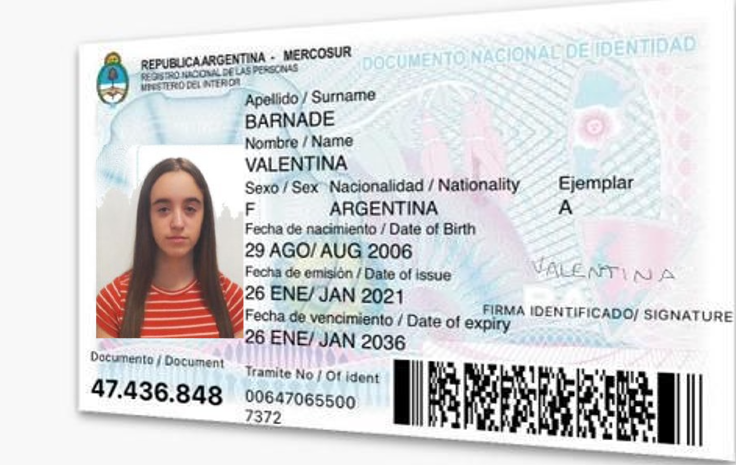 REPUBLICA ARGENTINA - MERCOSUR
REGISTRO NACIONAL DE LAS PERSONAS
MINISTERIO DEL INTERIOR
DOCUMENTO NACIONAL DE IDENTIDAD
Apellido / Surname
BARNADE
Nombre / Name
VALENTINA
Sexo / Sex Nacionalidad / Nationality
F ARGENTINA
Ejemplar
A
Fecha de nacimiento / Date of Birth
29 AGO/ AUG 2006
Fecha de emisión / Date of issue
26 ENE/ JAN 2021
Fecha de vencimiento / Date of expiry
26 ENE/ JAN 2036
VALENTINA
FIRMA IDENTIFICADO/ SIGNATURE
Documento / Document
47.436.848
Tramite No / Of ident
00647065500
7372